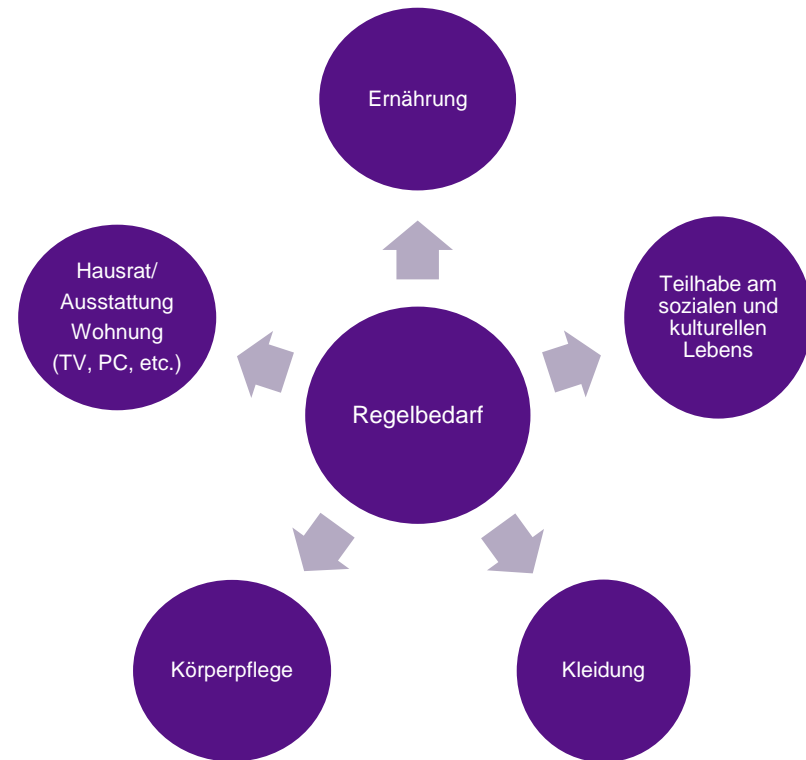 Ernährung
Hausrat/
Ausstattung
Wohnung
(TV, PC, etc.)
Teilhabe am
sozialen und
kulturellen
Lebens
Regelbedarf
Körperpflege
Kleidung